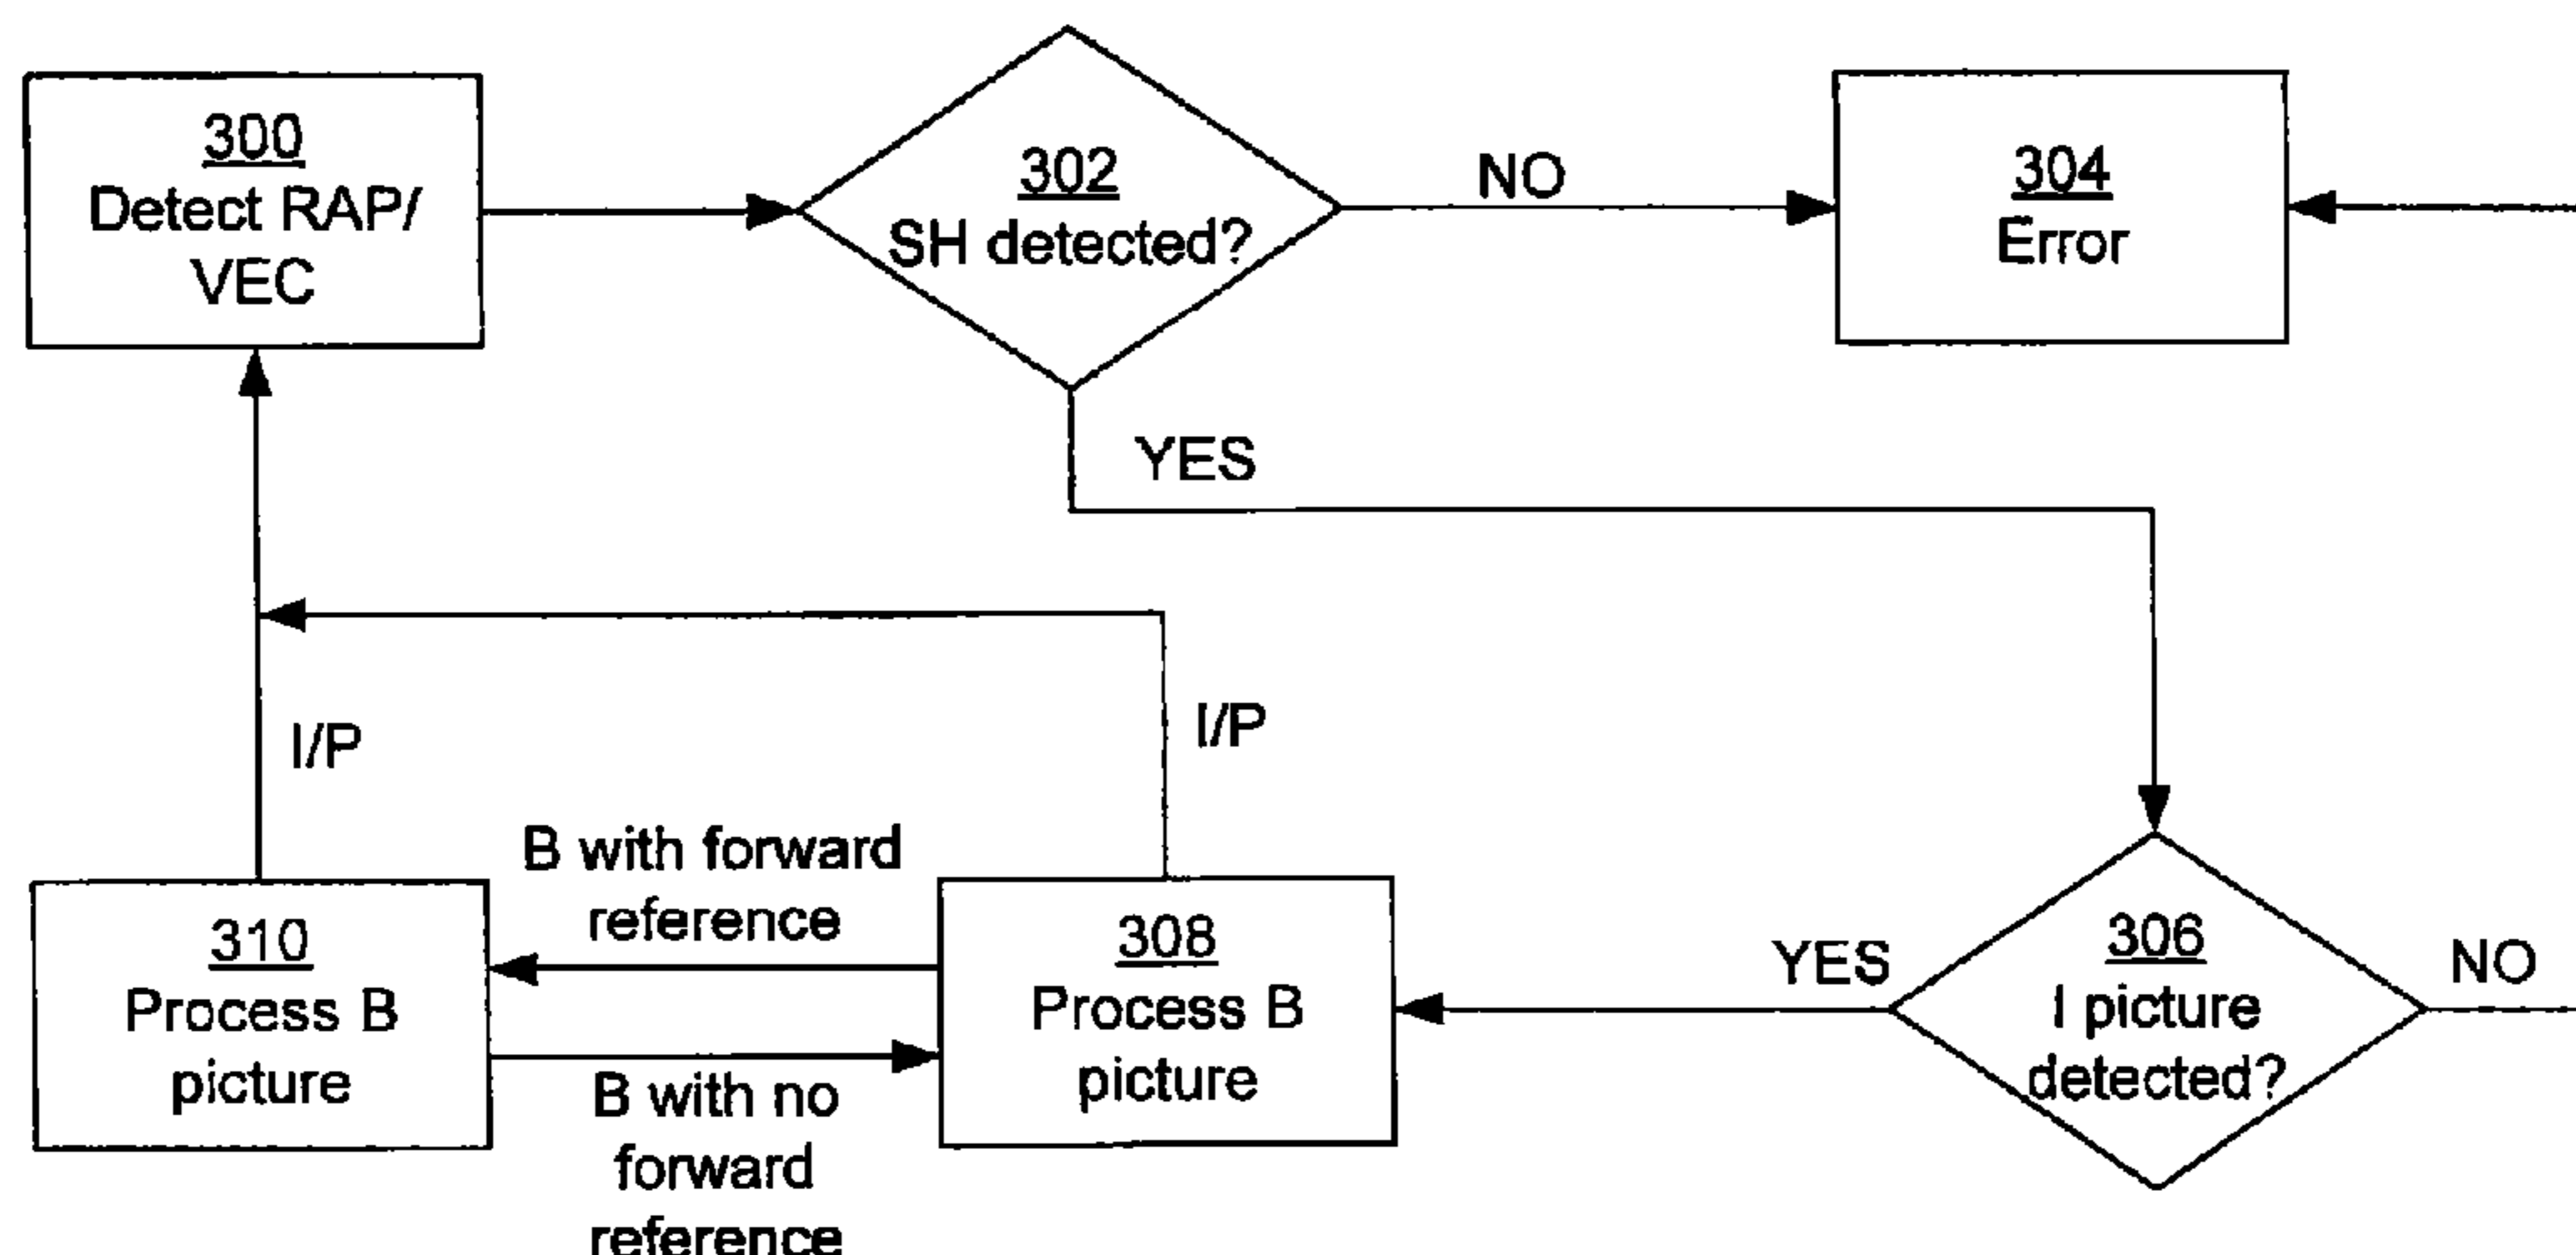 300
Detect RAP/
VEC
302
SH detected?
NO
304
Error
YES
I/P
I/P
B with forward
reference
310
Process B
picture
308
Process B
picture
YES
306
I picture
detected?
NO
B with no
forward
reference